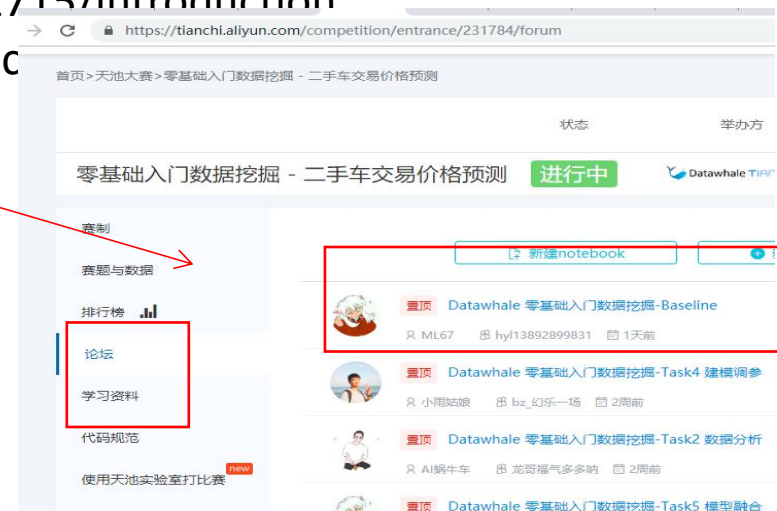 715/introduction
https://tianchi.aliyun.com/competition/entrance/231784/forum
首页>天池大赛>零基础入门数据挖掘 - 二手车交易价格预测
状态 举办方
零基础入门数据挖掘 - 二手车交易价格预测 进行中 Datawhale
赛制
赛题与数据
新建notebook
排行榜
置顶 Datawhale 零基础入门数据挖掘-Baseline
ML67 hyl13892899831 1天前
论坛
置顶 Datawhale 零基础入门数据挖掘-Task4 建模调参
学习资料
小雨姑娘 bz_幻乐一场 2周前
代码规范
置顶 Datawhale 零基础入门数据挖掘-Task2 数据分析
new
AI蜗牛车 龙哥福气多多呐 2周前
使用天池实验室打比赛
置顶 Datawhale 零基础入门数据挖掘-Task5 模型融合